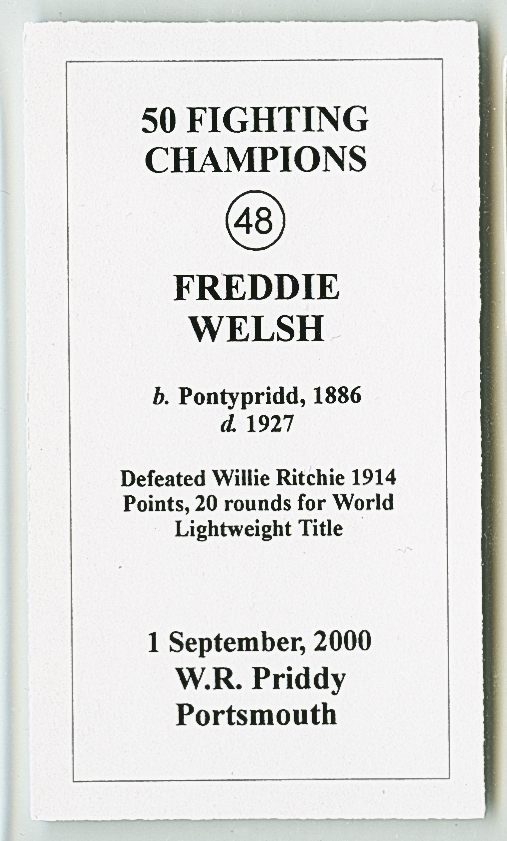 50 FIGHTING
CHAMPIONS
48
FREDDIE
WELSH
b. Pontypridd, 1886
d. 1927
Defeated Willie Ritchie 1914
Points, 20 rounds for World
Lightweight Title
1 September, 2000
W.R. Priddy
Portsmouth